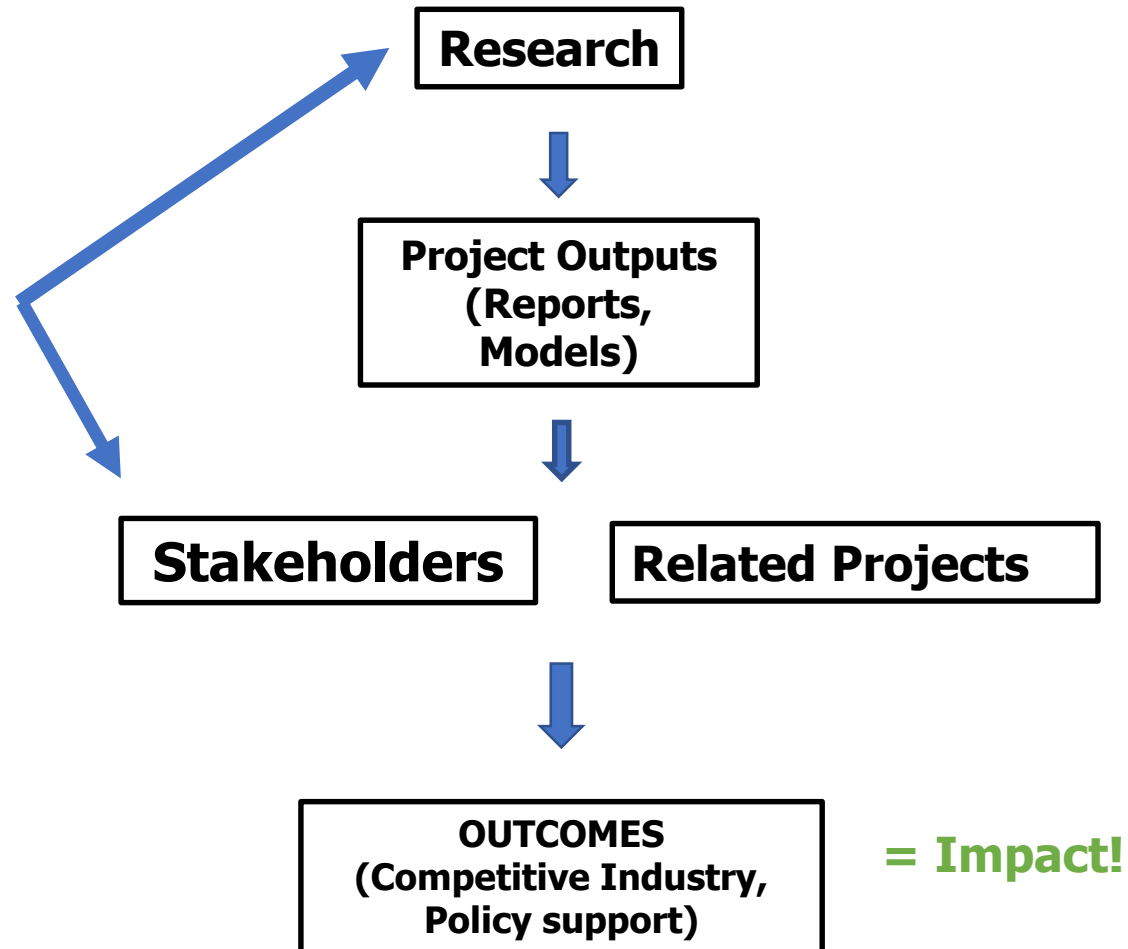 Research
Project Outputs
(Reports,
Models)
Stakeholders
Related Projects
OUTCOMES
(Competitive Industry,
Policy support)
= Impact!